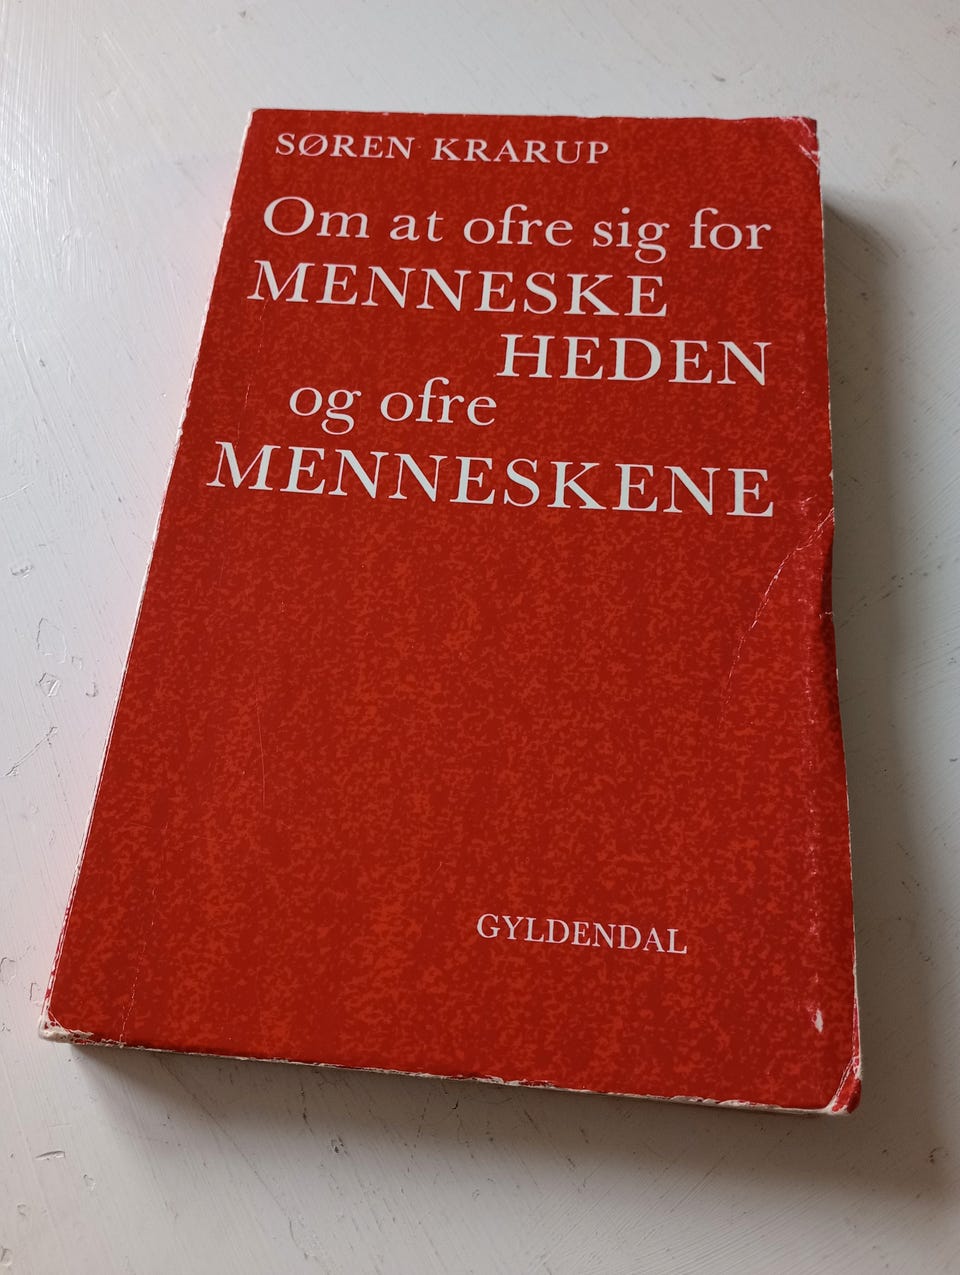 SØREN KRARUP
Om at ofre sig for
MENNESKE
HEDEN
og ofre
MENNESKENE
GYLDENDAL